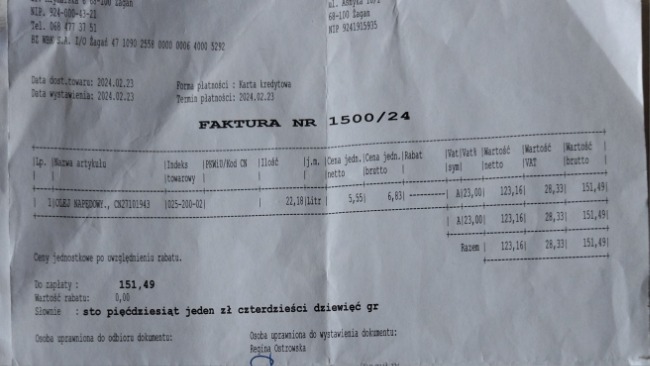 68-100 Żagań
NIP. 924-000-43-21
Tel. 068 477 37 51
BZ WBK S.A. I/O Żagań 47 1090 2558 0000 0006 4000 5292
68-100 Żagań
NIP 9241915935
Data dost.towaru: 2024.02.23
Data wystawienia: 2024.02.23
Forma płatności : Karta kredytowa
Termin płatności: 2024.02.23
FAKTURA NR 1500/24
|Lp. |Nazwa artykułu |Indeks |PKWiU/Kod CN |Ilość |j.m. |Cena jedn.|Cena jedn.|Rabat |Vat|Vat% |Wartość |Wartość |Wartość
towarowy netto brutto sym| netto VAT brutto
1|OLEJ NAPĘDOWY., CN27101943 |025-200-02| 22,18|Litr 5,55| 6,83| ---------- | A|23,00| 123,16| 28,33| 151,49|
| A|23,00| 123,16| 28,33| 151,49|
Razem | 123,16| 28,33| 151,49|
Ceny jednostkowe po uwzględnieniu rabatu.
Do zapłaty : 151,49
Wartość rabatu: 0,00
Słownie : sto pięćdziesiąt jeden zł czterdzieści dziewięć gr
Osoba uprawniona do odbioru dokumentu:
Osoba uprawniona do wystawienia dokumentu:
Regina Ostrowska